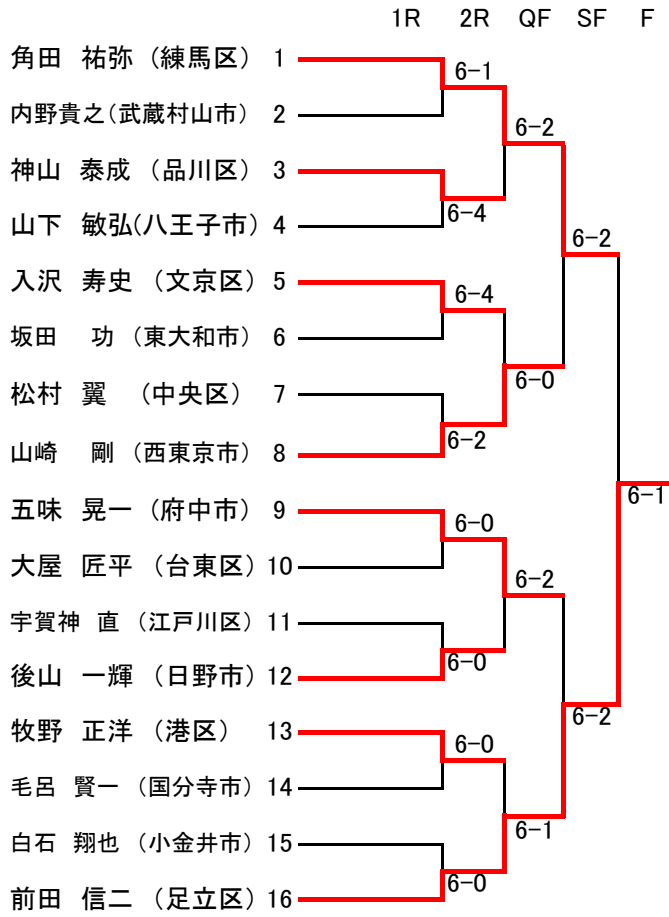 1R 2R QF SF F
角田 祐弥 (練馬区) 1
6-1
内野貴之(武蔵村山市) 2
6-2
神山 泰成 (品川区) 3
6-4
山下 敏弘(八王子市) 4
6-2
入沢 寿史 (文京区) 5
6-4
坂田 功 (東大和市) 6
6-0
松村 翼 (中央区) 7
6-2
山崎 剛 (西東京市) 8
6-1
五味 晃一 (府中市) 9
6-0
大屋 匠平 (台東区) 10
6-2
宇賀神 直 (江戸川区) 11
6-0
後山 一輝 (日野市) 12
6-2
牧野 正洋 (港区) 13
6-0
毛呂 賢一 (国分寺市) 14
6-1
白石 翔也 (小金井市) 15
6-0
前田 信二 (足立区) 16